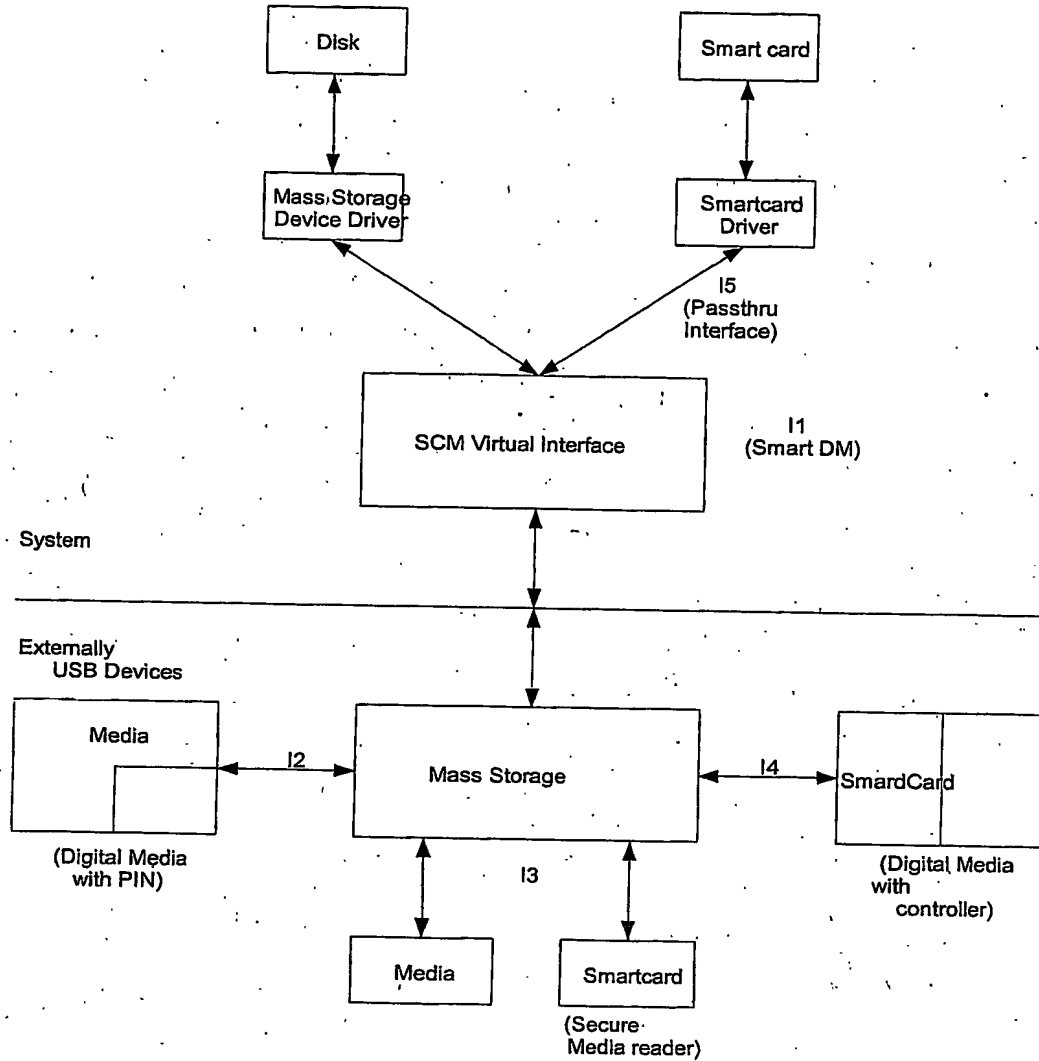 Disk
Smart card
Mass Storage
Device Driver
Smartcard
Driver
I5
(Passthru
Interface)
SCM Virtual Interface
I1
(Smart DM)
System
Externally
USB Devices
Media
I2
Mass Storage
I4
SmardCard
(Digital Media
with PIN)
I3
(Digital Media
with
controller)
Media
Smartcard
(Secure
Media reader)